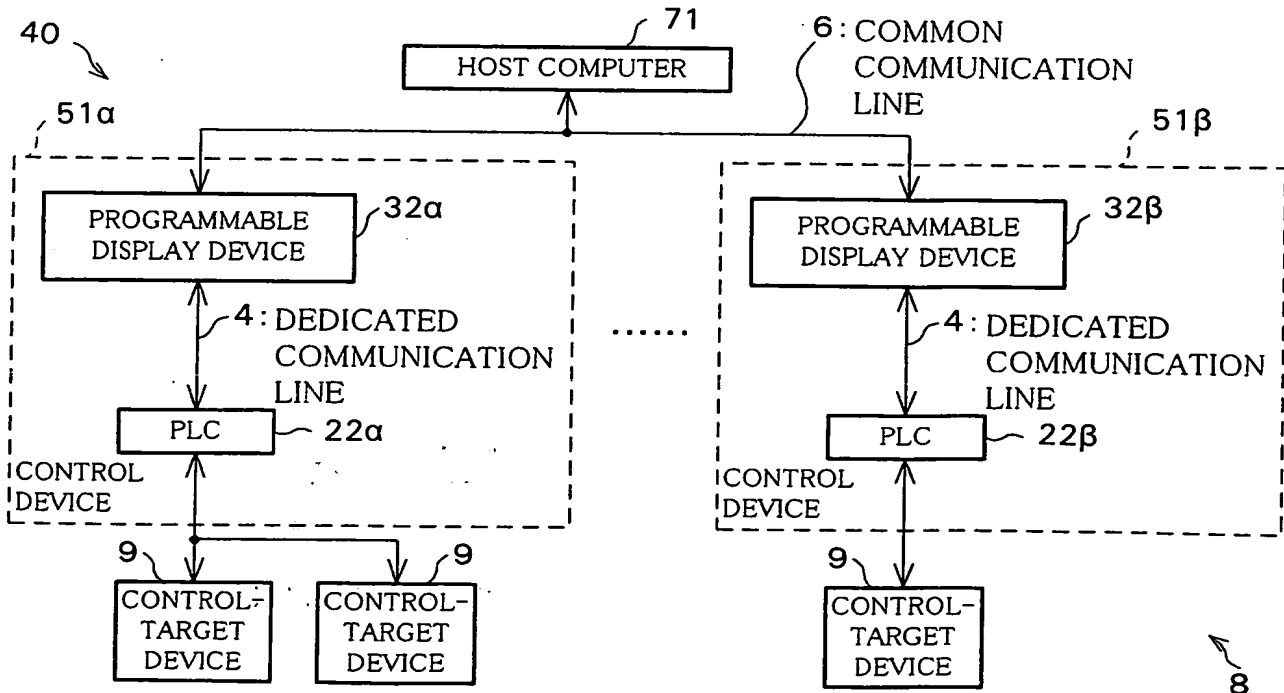 40
71
HOST COMPUTER
6: COMMON
COMMUNICATION
LINE
51α
51β
PROGRAMMABLE
DISPLAY DEVICE
32α
PROGRAMMABLE
DISPLAY DEVICE
32β
4: DEDICATED
COMMUNICATION
LINE
......
4: DEDICATED
COMMUNICATION
LINE
PLC
22α
PLC
22β
CONTROL
DEVICE
CONTROL
DEVICE
9
CONTROL-
TARGET
DEVICE
9
CONTROL-
TARGET
DEVICE
9
CONTROL-
TARGET
DEVICE
8